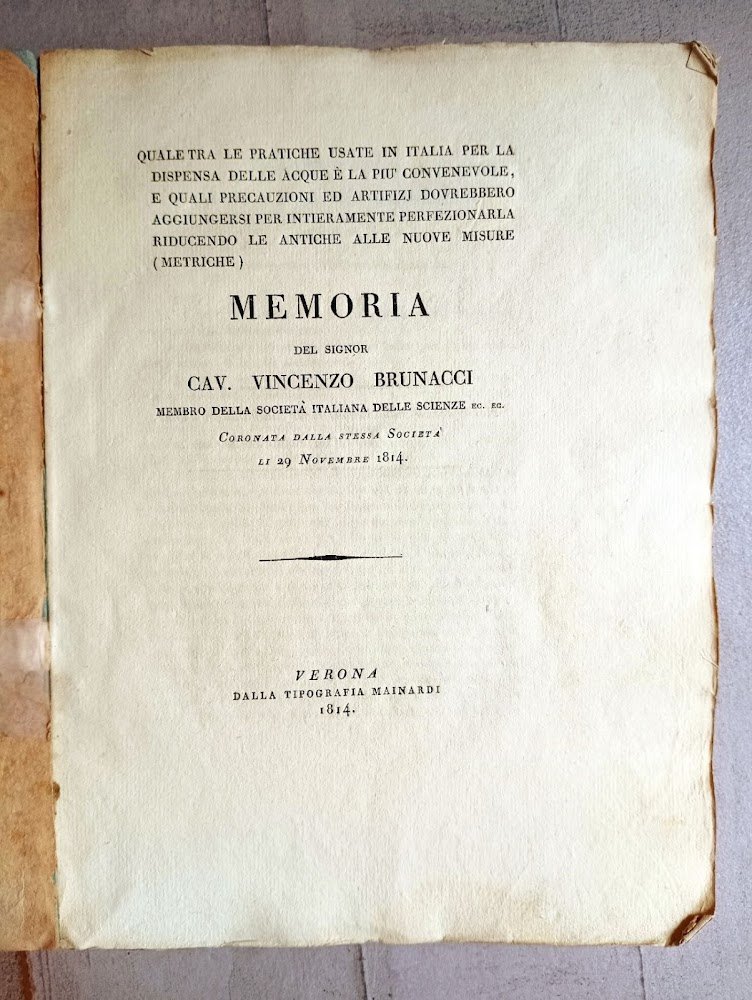 QUALE TRA LE PRATICHE USATE IN ITALIA PER LA
DISPENSA DELLE ACQUE È LA PIU' CONVENEVOLE,
E QUALI PRECAUZIONI ED ARTIFIZJ DOVREBBERO
AGGIUNGERSI PER INTIERAMENTE PERFEZIONARLA
RIDUCENDO LE ANTICHE ALLE NUOVE MISURE
(METRICHE)
MEMORIA
DEL SIGNOR
CAV. VINCENZO BRUNACCI
MEMBRO DELLA SOCIETÀ ITALIANA DELLE SCIENZE EC. EC.
CORONATA DALLA STESSA SOCIETA'
LI 29 NOVEMBRE 1814.
VERONA
DALLA TIPOGRAFIA MAINARDI
1814.